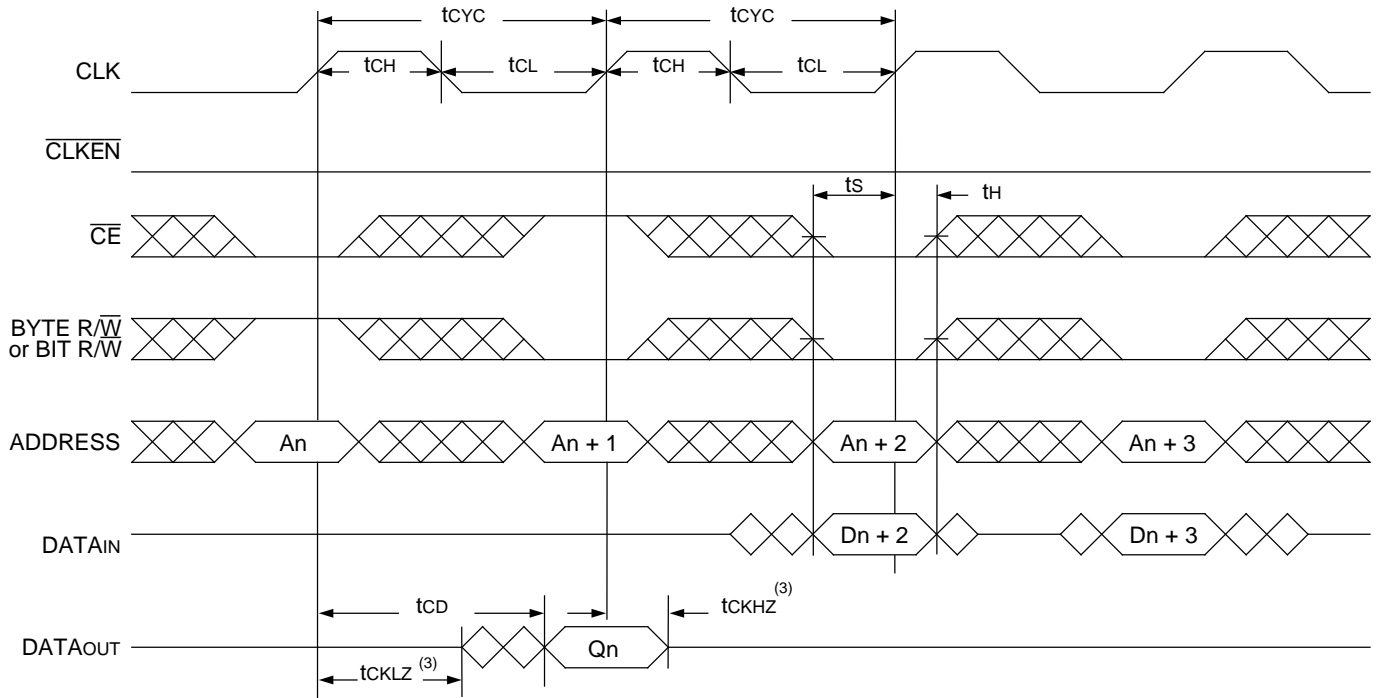 tCYC tCYC
CLK tCH tCL tCH tCL
CLKEN
tS tH
CE
BYTE R/W
or BIT R/W
ADDRESS An An + 1 An + 2 An + 3
DATAIN Dn + 2 Dn + 3
tCD tCKHZ (3)
DATAOUT Qn
tCKLZ (3)